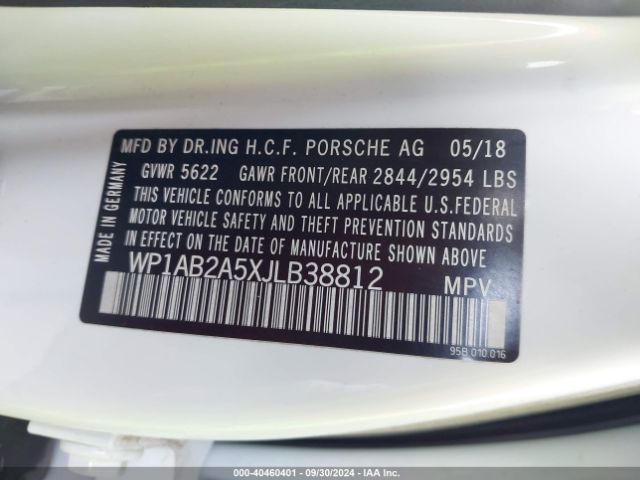 MFD BY DR.ING H.C.F. PORSCHE AG 05/18
GVWR 5622 GAWR FRONT/REAR 2844/2954 LBS
THIS VEHICLE CONFORMS TO ALL APPLICABLE U.S.FEDERAL
MOTOR VEHICLE SAFETY AND THEFT PREVENTION STANDARDS
IN EFFECT ON THE DATE OF MANUFACTURE SHOWN ABOVE
WP1AB2A5XJLB38812 MPV
95B 010 016
MADE IN GERMANY
000-40460401 - 09/30/2024 - IAA Inc.